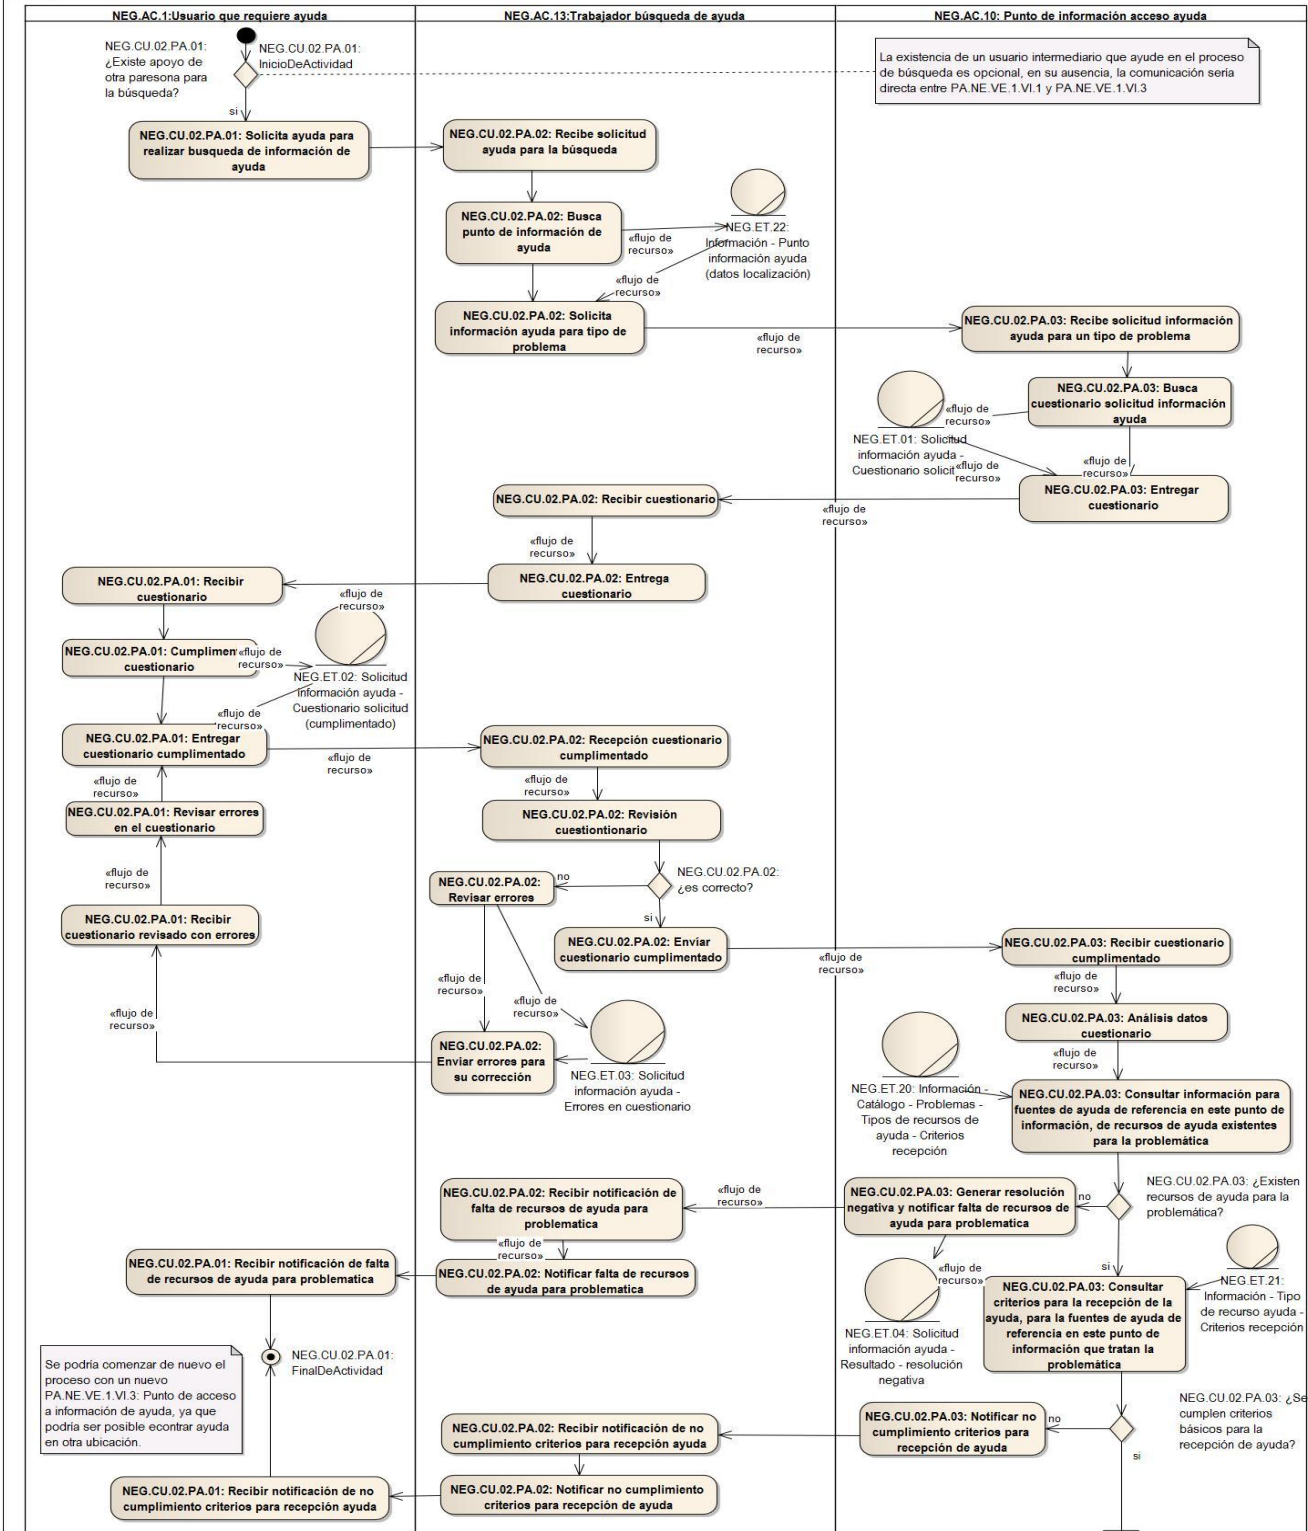 NEG.AC.1:Usuario que requiere ayuda
NEG.AC.13:Trabajador búsqueda de ayuda
NEG.AC.10: Punto de información acceso ayuda
NEG.CU.02.PA.01:
¿Existe apoyo de
otra paresona para
la búsqueda?
NEG.CU.02.PA.01:
InicioDeActividad
La existencia de un usuario intermediario que ayude en el proceso
de búsqueda es opcional, en su ausencia, la comunicación sería
directa entre PA.NE.VE.1.VI.1 y PA.NE.VE.1.VI.3
si
NEG.CU.02.PA.01: Solicita ayuda para
realizar busqueda de información de
ayuda
NEG.CU.02.PA.02: Recibe solicitud
ayuda para la búsqueda
NEG.CU.02.PA.02: Busca
punto de información de
ayuda
«flujo de
recurso»
NEG.ET.22:
Información - Punto
información ayuda
(datos localización)
«flujo de
recurso»
NEG.CU.02.PA.02: Solicita
información ayuda para tipo de
problema
«flujo de
recurso»
NEG.CU.02.PA.03: Recibe solicitud información
ayuda para un tipo de problema
NEG.CU.02.PA.03: Busca
cuestionario solicitud información
ayuda
«flujo de
recurso»
NEG.ET.01: Solicitud
información ayuda -
Cuestionario solicit
«flujo de
recurso»
«flujo de
recurso»
NEG.CU.02.PA.03: Entregar
cuestionario
«flujo de
recurso»
NEG.CU.02.PA.02: Recibir cuestionario
«flujo de
recurso»
NEG.CU.02.PA.02: Entrega
cuestionario
«flujo de
recurso»
NEG.CU.02.PA.01: Recibir
cuestionario
NEG.CU.02.PA.01: Cumplimen
cuestionario
«flujo de
recurso»
NEG.ET.02: Solicitud
información ayuda -
Cuestionario solicitud
(cumplimentado)
«flujo de
recurso»
NEG.CU.02.PA.01: Entregar
cuestionario cumplimentado
«flujo de
recurso»
NEG.CU.02.PA.02: Recepción cuestionario
cumplimentado
«flujo de
recurso»
«flujo de
recurso»
NEG.CU.02.PA.01: Revisar errores
en el cuestionario
NEG.CU.02.PA.02: Revisión
cuestiontionario
«flujo de
recurso»
NEG.CU.02.PA.02:
¿es correcto?
no
NEG.CU.02.PA.02:
Revisar errores
si
NEG.CU.02.PA.01: Recibir
cuestionario revisado con errores
NEG.CU.02.PA.02: Envíar
cuestionario cumplimentado
«flujo de
recurso»
NEG.CU.02.PA.03: Recibir cuestionario
cumplimentado
«flujo de
recurso»
«flujo de
recurso»
«flujo de
recurso»
«flujo de
recurso»
NEG.CU.02.PA.03: Análisis datos
cuestionario
«flujo de
recurso»
NEG.CU.02.PA.02:
Enviar errores para
su corrección
NEG.ET.03: Solicitud
información ayuda -
Errores en cuestionario
NEG.ET.20: Información -
Catálogo - Problemas -
Tipos de recursos de
ayuda - Criterios
recepción
NEG.CU.02.PA.03: Consultar información para
fuentes de ayuda de referencia en este punto de
información, de recursos de ayuda existentes
para la problemática
NEG.CU.02.PA.03: ¿Existen
recursos de ayuda para la
problemática?
no
NEG.CU.02.PA.03: Generar resolución
negativa y notificar falta de recursos de
ayuda para problematica
«flujo de
recurso»
NEG.CU.02.PA.02: Recibir notificación de
falta de recursos de ayuda para
problematica
«flujo de
recurso»
NEG.CU.02.PA.02: Notificar falta de recursos
de ayuda para problematica
NEG.CU.02.PA.01: Recibir notificación de falta
de recursos de ayuda para problematica
«flujo de
recurso»
si
NEG.ET.21:
Información - Tipo
de recurso ayuda -
Criterios recepción
NEG.CU.02.PA.03: Consultar
criterios para la recepción de la
ayuda, para la fuentes de ayuda de
referencia en este punto de
información que tratan la
problemática
NEG.ET.04: Solicitud
información ayuda -
Resultado - resolución
negativa
NEG.CU.02.PA.01:
FinalDeActividad
Se podría comenzar de nuevo el
proceso con un nuevo
PA.NE.VE.1.VI.3: Punto de acceso
a información de ayuda, ya que
podría ser posible econtrar ayuda
en otra ubicación.
NEG.CU.02.PA.03: ¿Se
cumplen criterios
básicos para la
recepción de ayuda?
no
NEG.CU.02.PA.03: Notificar no
cumplimiento criterios para
recepción de ayuda
NEG.CU.02.PA.02: Recibir notificación de no
cumplimiento criterios para recepción ayuda
si
NEG.CU.02.PA.02: Notificar no cumplimiento
criterios para recepción de ayuda
NEG.CU.02.PA.01: Recibir notificación de no
cumplimiento criterios para recepción ayuda